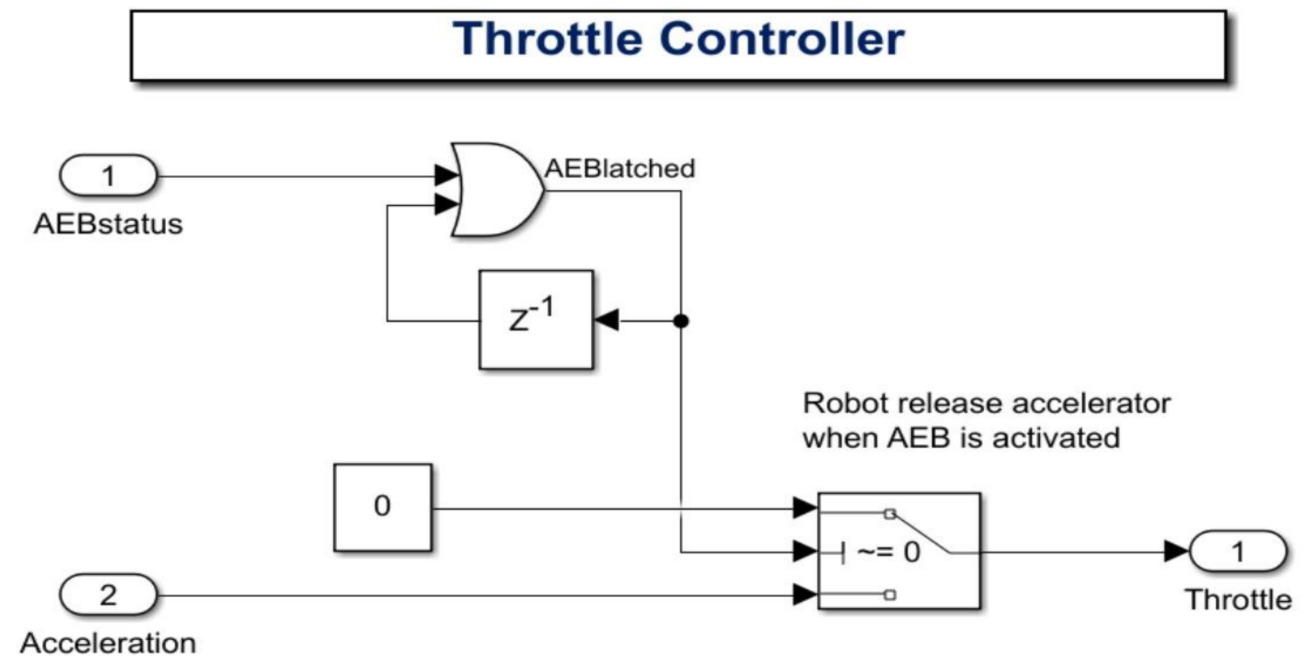 Throttle Controller
1
AEBstatus
AEBlatched
z-1
Robot release accelerator
when AEB is activated
0
~= 0
1
Throttle
2
Acceleration